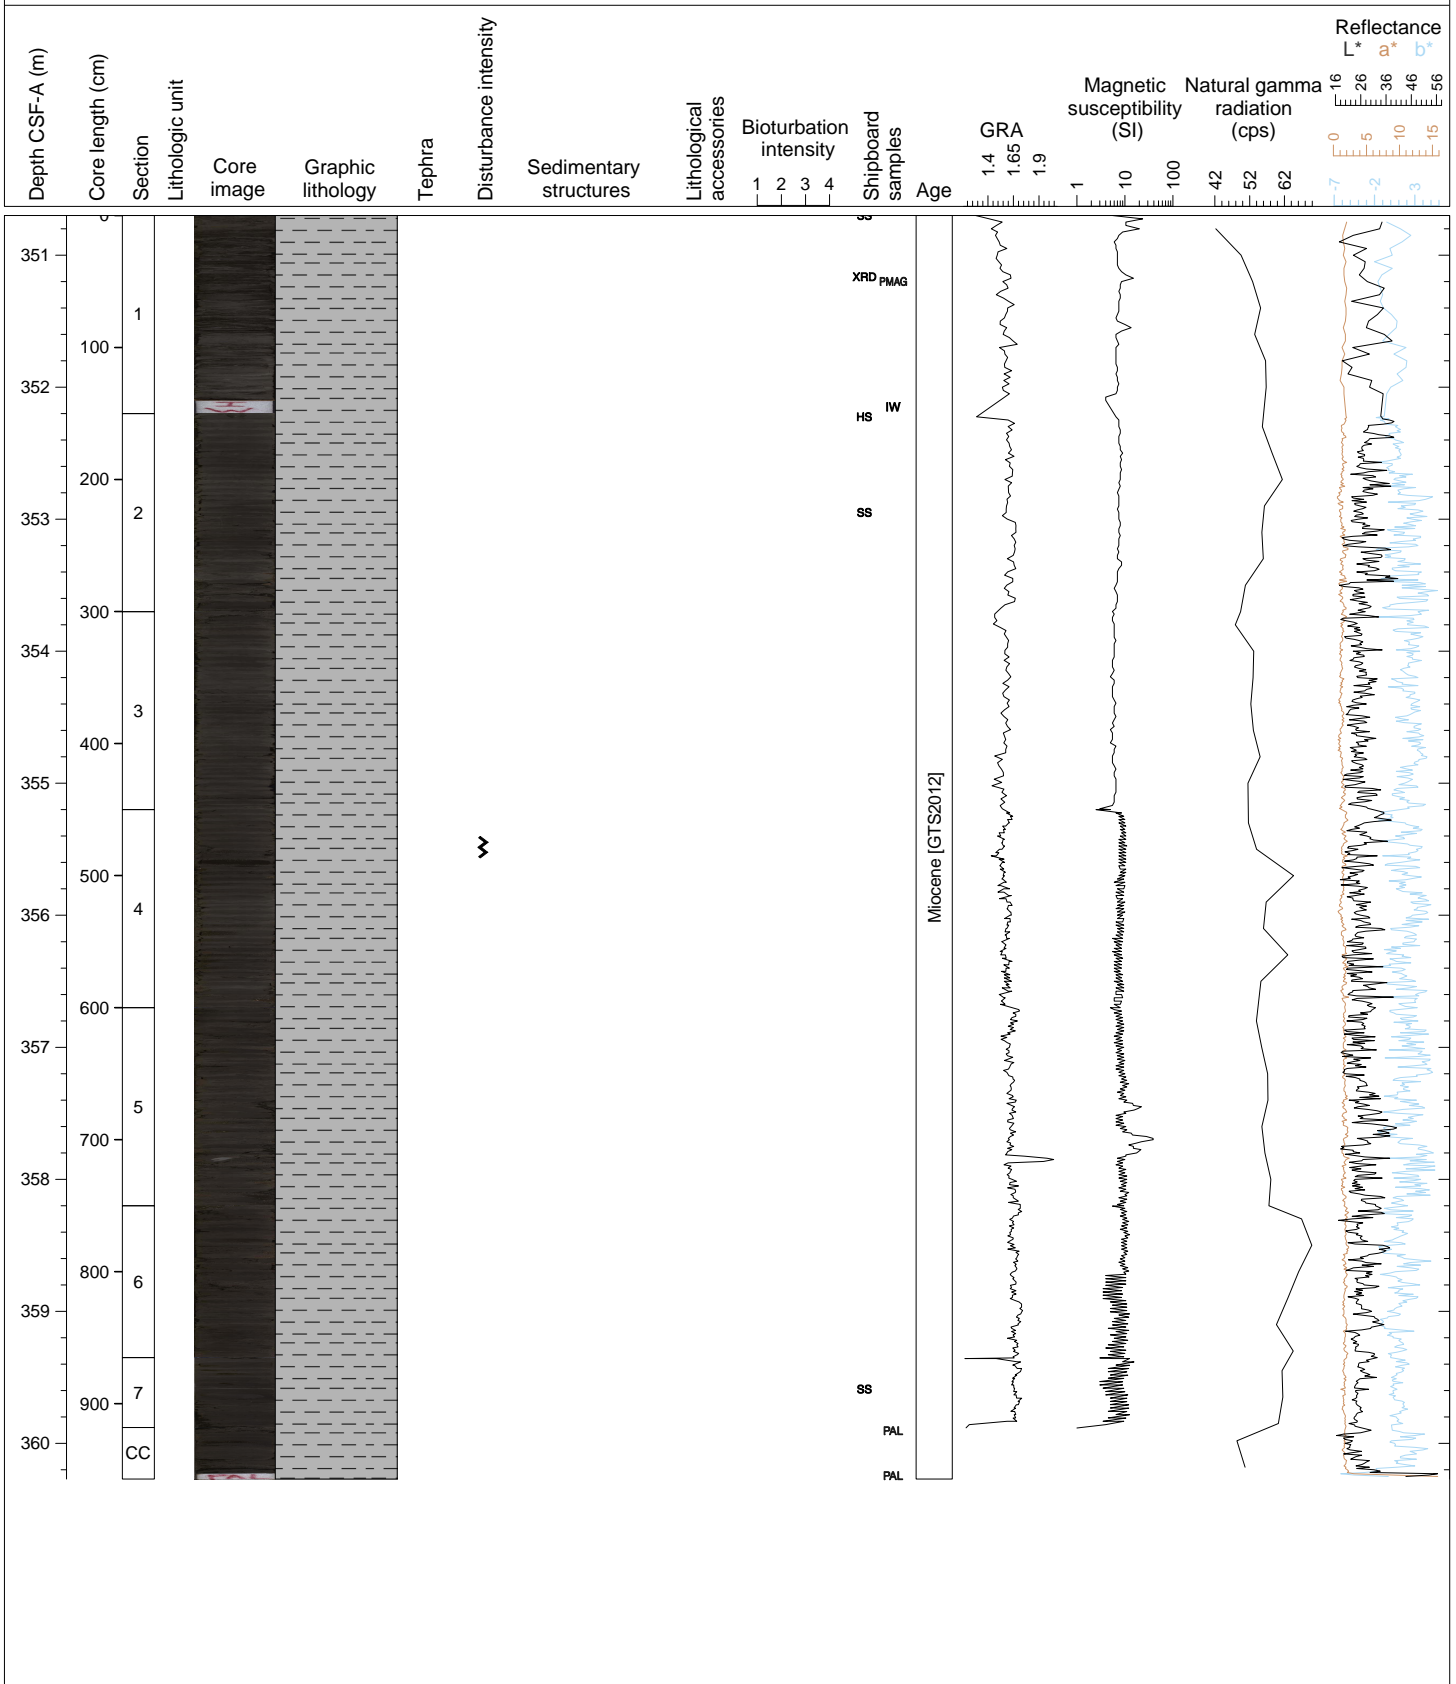 Depth CSF-A (m)
Core length (cm)
Section
Lithologic unit
Core
image
Graphic
lithology
Tephra
Disturbance intensity
Sedimentary
structures
Lithological
accessories
Bioturbation
intensity
1 2 3 4
Shipboard
samples
Age
GRA
1.4 1.65 1.9
Magnetic
susceptibility
(SI)
1 10 100
Natural gamma
radiation
(cps)
42 52 62
Reflectance
L* a* b*
16 26 36 46 56
0 5 10 15
-7 -2 3
0
SS
351
XRD PMAG
1
100
352
IW
HS
200
SS
2
353
300
354
3
400
355
Miocene [GTS2012]
500
4
356
600
357
5
700
358
6
800
359
7
SS
900
PAL
360
CC
PAL